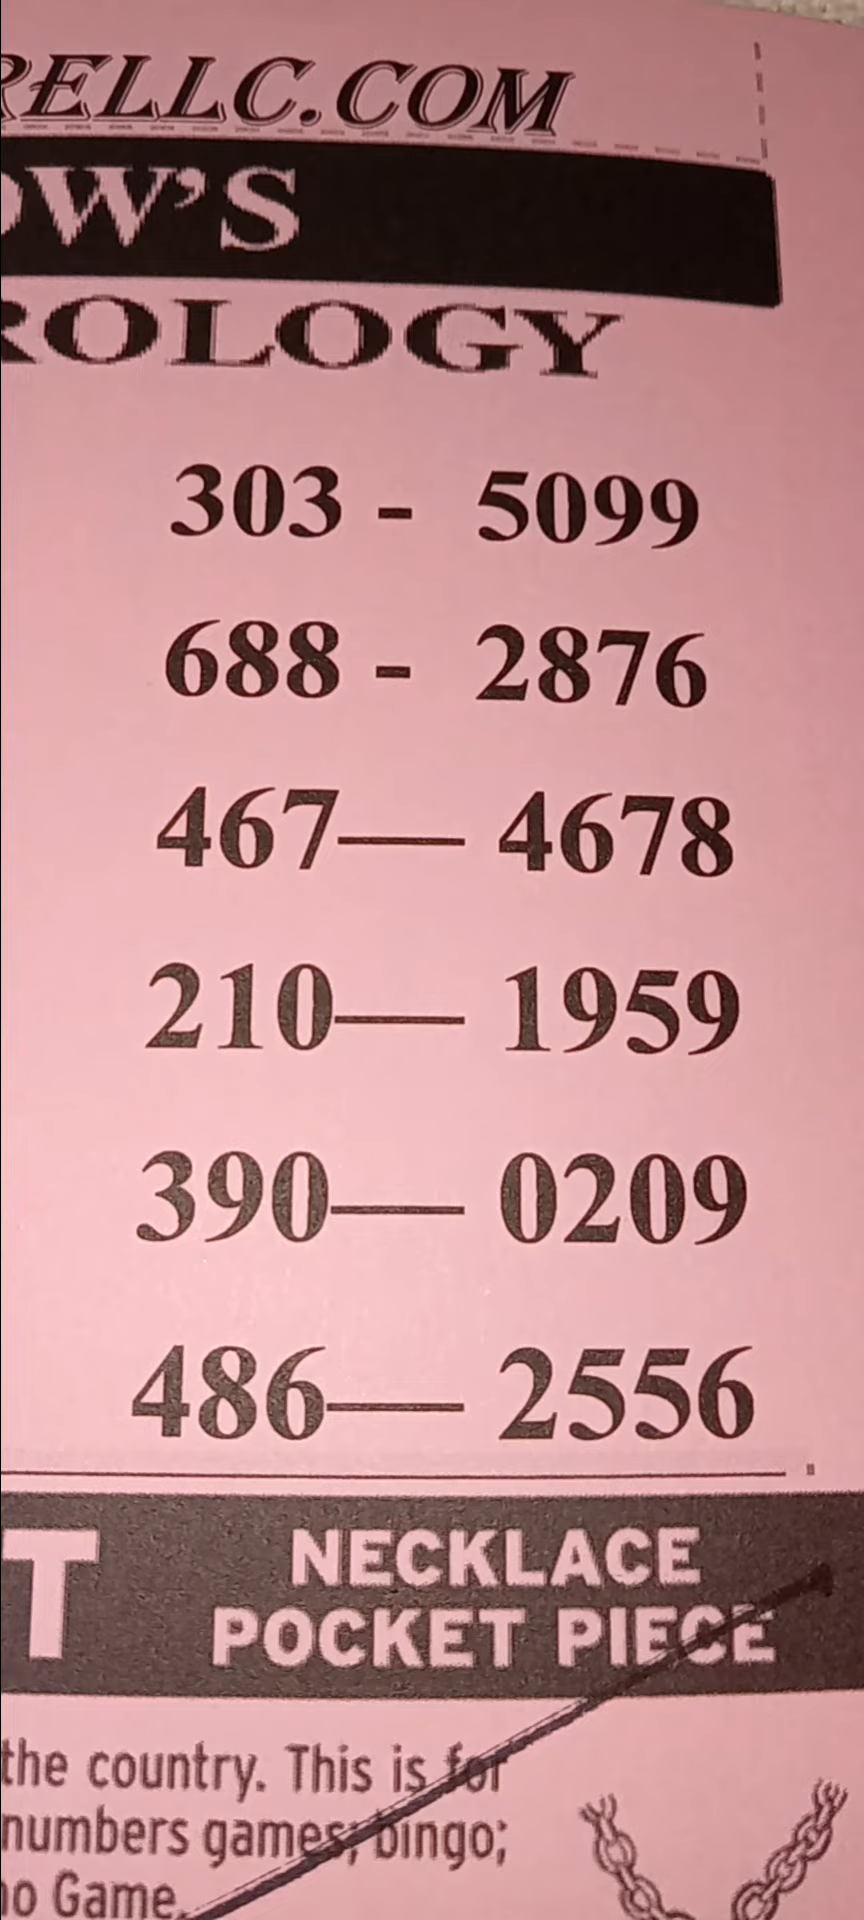 RELLC.COM
OW'S
ROLOGY
303 - 5099
688 - 2876
467— 4678
210— 1959
390— 0209
486— 2556
T NECKLACE
POCKET PIECE
the country. This is for
numbers games; bingo;
no Game.